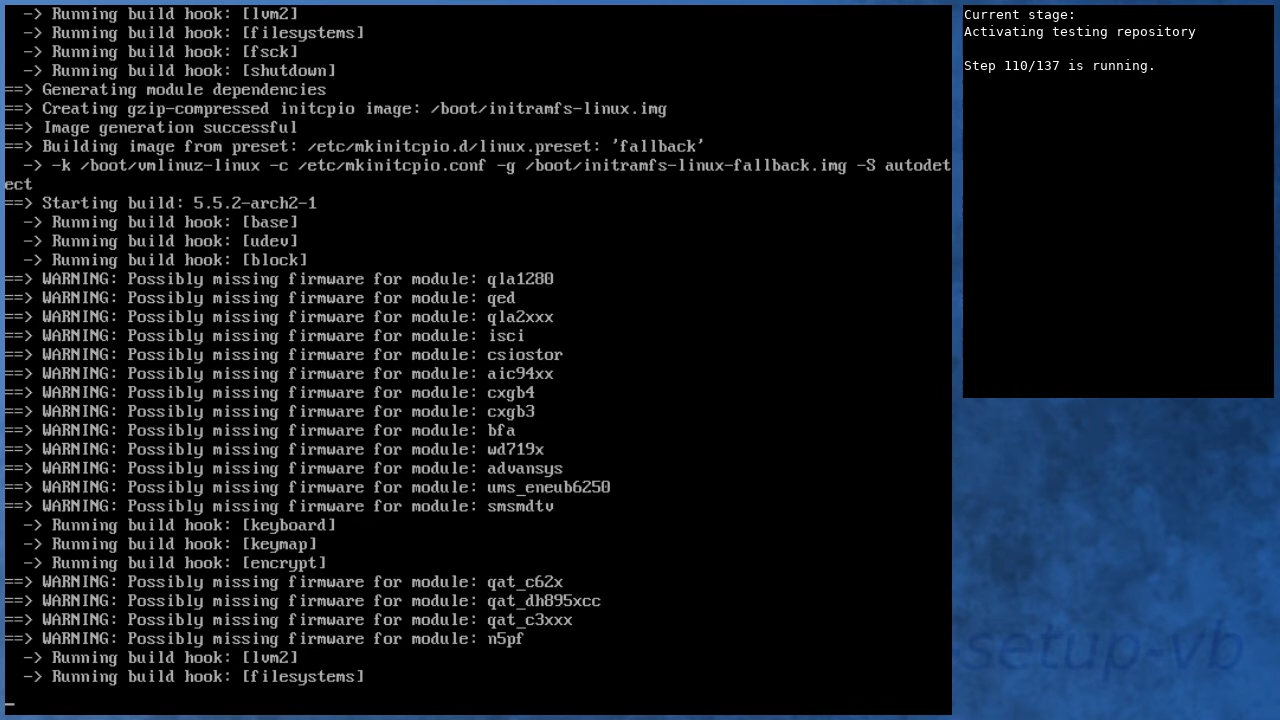 -> Running build hook: [lvm2]
-> Running build hook: [filesystems]
-> Running build hook: [fsck]
-> Running build hook: [shutdown]
==> Generating module dependencies
==> Creating gzip-compressed initcpio image: /boot/initramfs-linux.img
==> Image generation successful
==> Building image from preset: /etc/mkinitcpio.d/linux.preset: 'fallback'
-> -k /boot/vmlinuz-linux -c /etc/mkinitcpio.conf -g /boot/initramfs-linux-fallback.img -S autodet
ect
==> Starting build: 5.5.2-arch2-1
-> Running build hook: [base]
-> Running build hook: [udev]
-> Running build hook: [block]
==> WARNING: Possibly missing firmware for module: qla1280
==> WARNING: Possibly missing firmware for module: qed
==> WARNING: Possibly missing firmware for module: qla2xxx
==> WARNING: Possibly missing firmware for module: isci
==> WARNING: Possibly missing firmware for module: csiostor
==> WARNING: Possibly missing firmware for module: aic94xx
==> WARNING: Possibly missing firmware for module: cxgb4
==> WARNING: Possibly missing firmware for module: cxgb3
==> WARNING: Possibly missing firmware for module: bfa
==> WARNING: Possibly missing firmware for module: wd719x
==> WARNING: Possibly missing firmware for module: advansys
==> WARNING: Possibly missing firmware for module: ums_eneub6250
==> WARNING: Possibly missing firmware for module: smsmdtv
-> Running build hook: [keyboard]
-> Running build hook: [keymap]
-> Running build hook: [encrypt]
==> WARNING: Possibly missing firmware for module: qat_c62x
==> WARNING: Possibly missing firmware for module: qat_dh895xcc
==> WARNING: Possibly missing firmware for module: qat_c3xxx
==> WARNING: Possibly missing firmware for module: n5pf
-> Running build hook: [lvm2]
-> Running build hook: [filesystems]
Current stage:
Activating testing repository
Step 110/137 is running.
setup-vb